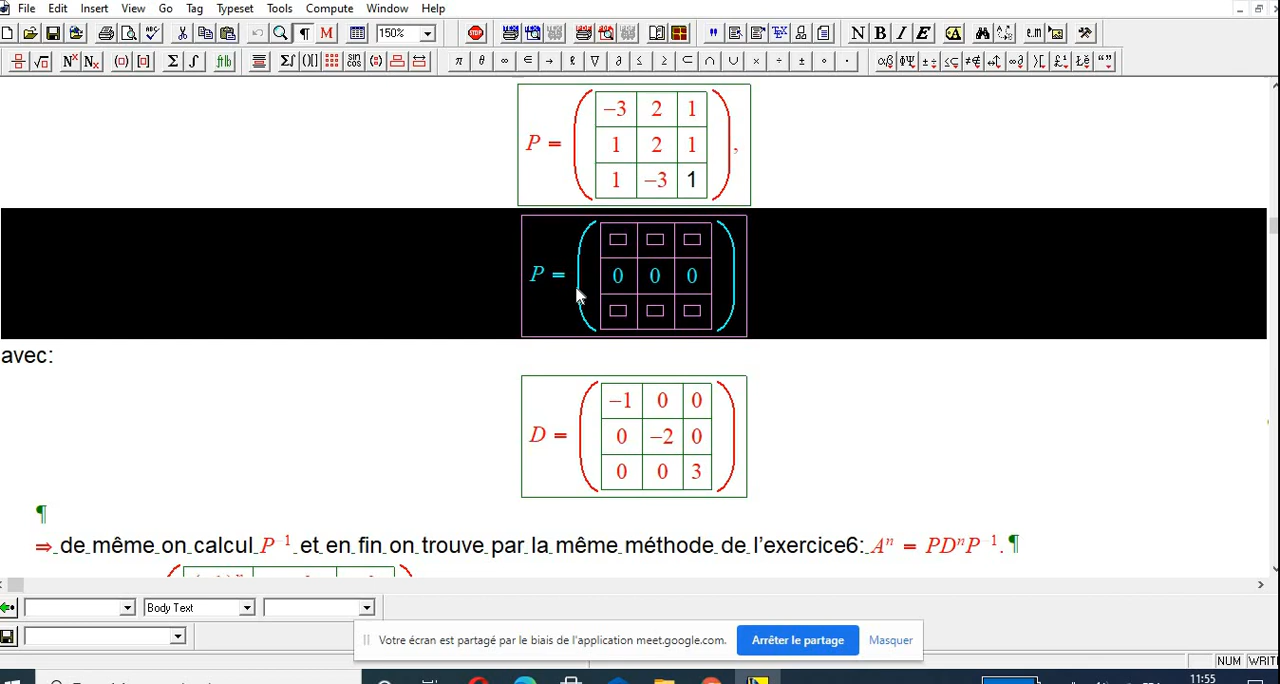 File Edit Insert View Go Tag Typeset Tools Compute Window Help
150% M N B I E e.m
P = ( −3 2 1
1 2 1
1 −3 1 ),
P = (
0 0 0
)
avec:
D = ( −1 0 0
0 −2 0
0 0 3 )
¶
⇒ de même on calcul P⁻¹ et en fin on trouve par la même méthode de l'exercice6: Aⁿ = PDⁿP⁻¹.¶
Body Text
Votre écran est partagé par le biais de l'application meet.google.com. Arrêter le partage Masquer
NUM WRIT
11:55